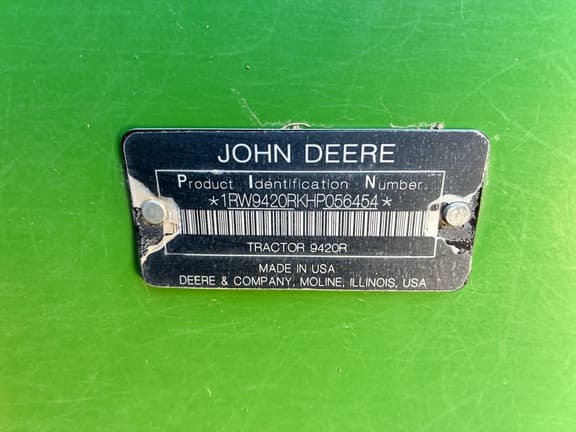 JOHN DEERE
Product Identification Number.
*1RW9420RKHP056454*
TRACTOR 9420R
MADE IN USA
DEERE & COMPANY, MOLINE, ILLINOIS, USA